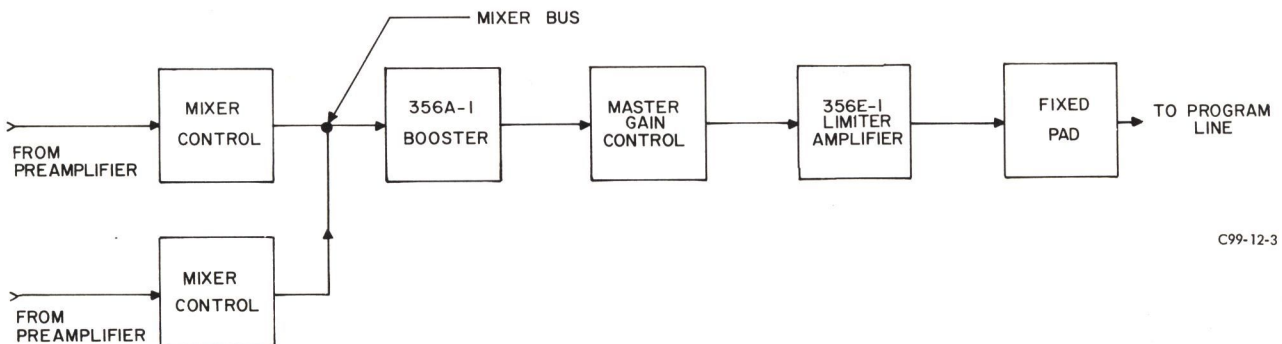 MIXER BUS
MIXER
CONTROL
356A-1
BOOSTER
MASTER
GAIN
CONTROL
356E-1
LIMITER
AMPLIFIER
FIXED
PAD
TO PROGRAM
LINE
FROM
PREAMPLIFIER
C99-12-3
MIXER
CONTROL
FROM
PREAMPLIFIER